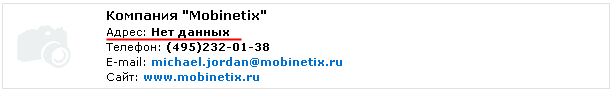 Компания "Mobinetix"
Адрес: Нет данных
Телефон: (495)232-01-38
E-mail: michael.jordan@mobinetix.ru
Сайт: www.mobinetix.ru